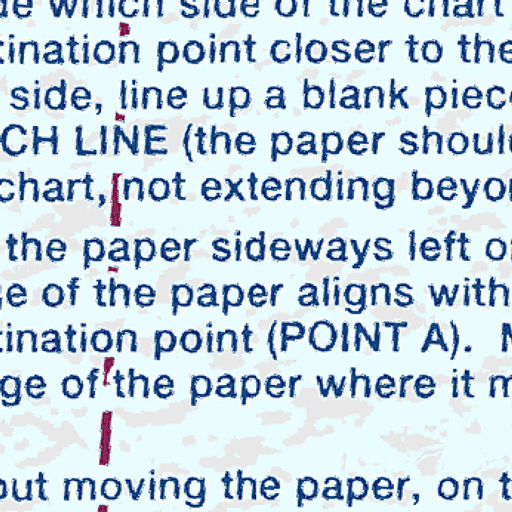 de which side of the chart
tination point closer to the
side, line up a blank piec
CH LINE (the paper shoul
chart, not extending beyo
the paper sideways left o
ge of the paper aligns with
tination point (POINT A). M
ge of the paper where it m
out moving the paper, on t